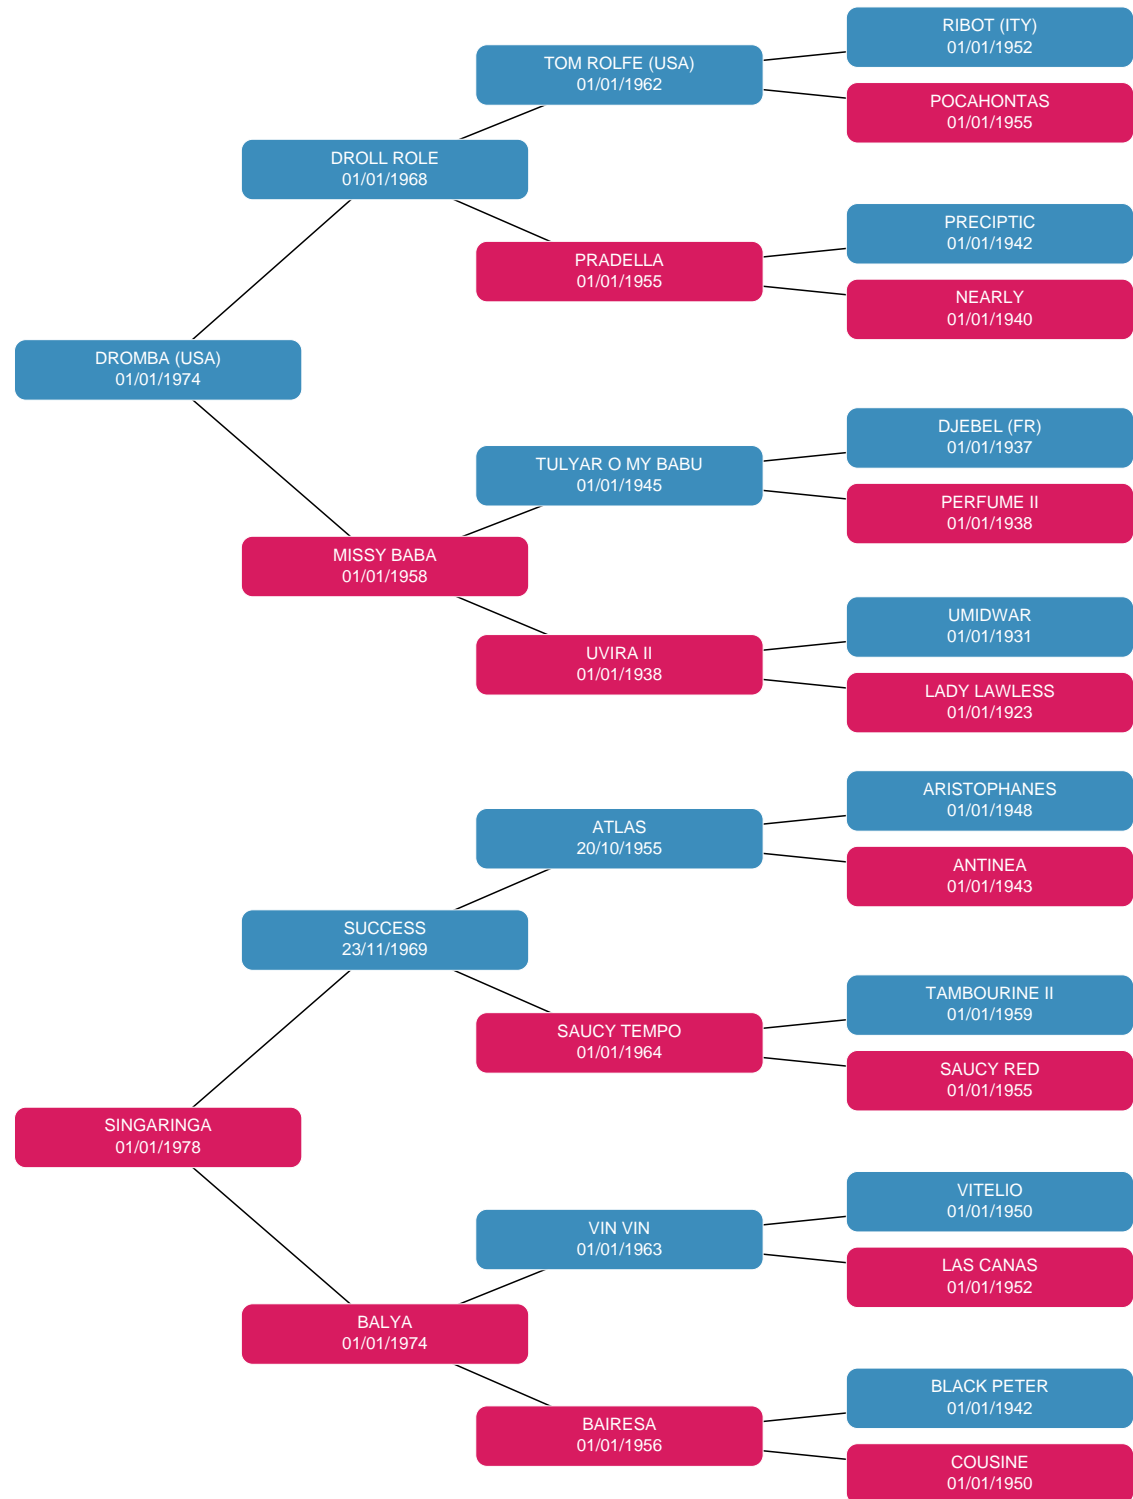 RIBOT (ITY)
01/01/1952
TOM ROLFE (USA)
01/01/1962
POCAHONTAS
01/01/1955
DROLL ROLE
01/01/1968
PRECIPTIC
01/01/1942
PRADELLA
01/01/1955
NEARLY
01/01/1940
DROMBA (USA)
01/01/1974
DJEBEL (FR)
01/01/1937
TULYAR O MY BABU
01/01/1945
PERFUME II
01/01/1938
MISSY BABA
01/01/1958
UMIDWAR
01/01/1931
UVIRA II
01/01/1938
LADY LAWLESS
01/01/1923
ARISTOPHANES
01/01/1948
ATLAS
20/10/1955
ANTINEA
01/01/1943
SUCCESS
23/11/1969
TAMBOURINE II
01/01/1959
SAUCY TEMPO
01/01/1964
SAUCY RED
01/01/1955
SINGARINGA
01/01/1978
VITELIO
01/01/1950
VIN VIN
01/01/1963
LAS CANAS
01/01/1952
BALYA
01/01/1974
BLACK PETER
01/01/1942
BAIRESA
01/01/1956
COUSINE
01/01/1950